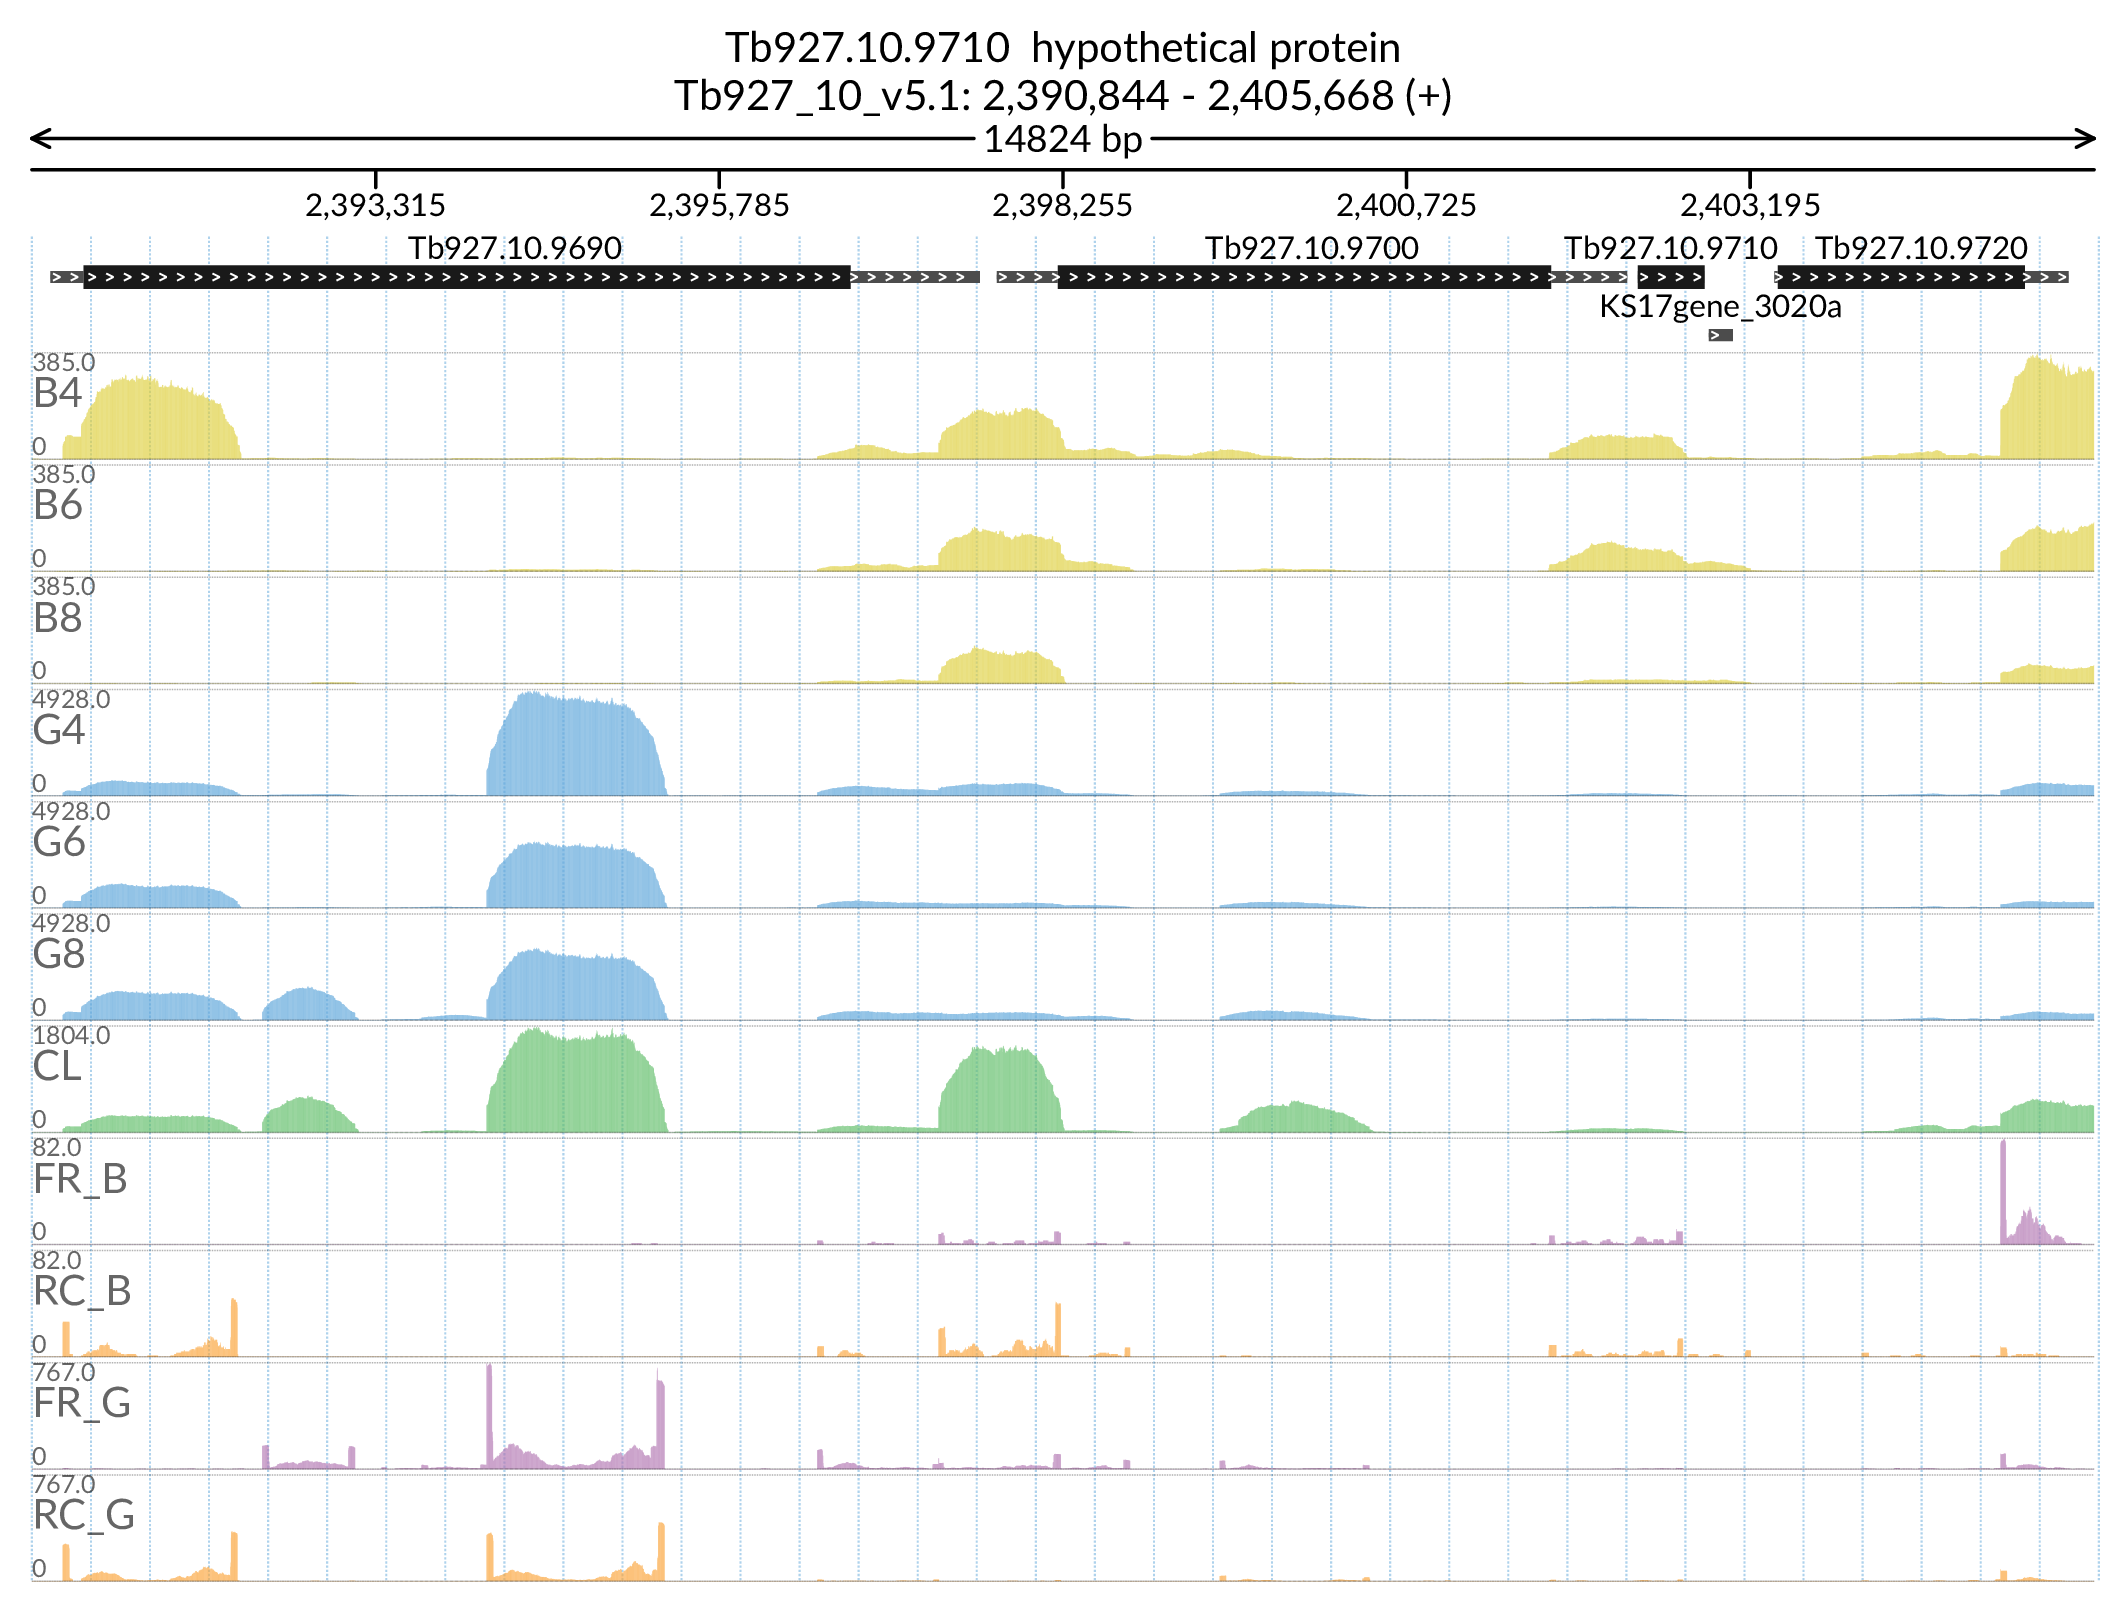 Tb927.10.9710  hypothetical protein
Tb927_10_v5.1: 2,390,844 - 2,405,668 (+)
14824 bp
2,393,315 2,395,785 2,398,255 2,400,725 2,403,195
Tb927.10.9690 Tb927.10.9700 Tb927.10.9710 Tb927.10.9720
KS17gene_3020a
385.0
B4
0
385.0
B6
0
385.0
B8
0
4928.0
G4
0
4928.0
G6
0
4928.0
G8
0
1804.0
CL
0
82.0
FR_B
0
82.0
RC_B
0
767.0
FR_G
0
767.0
RC_G
0